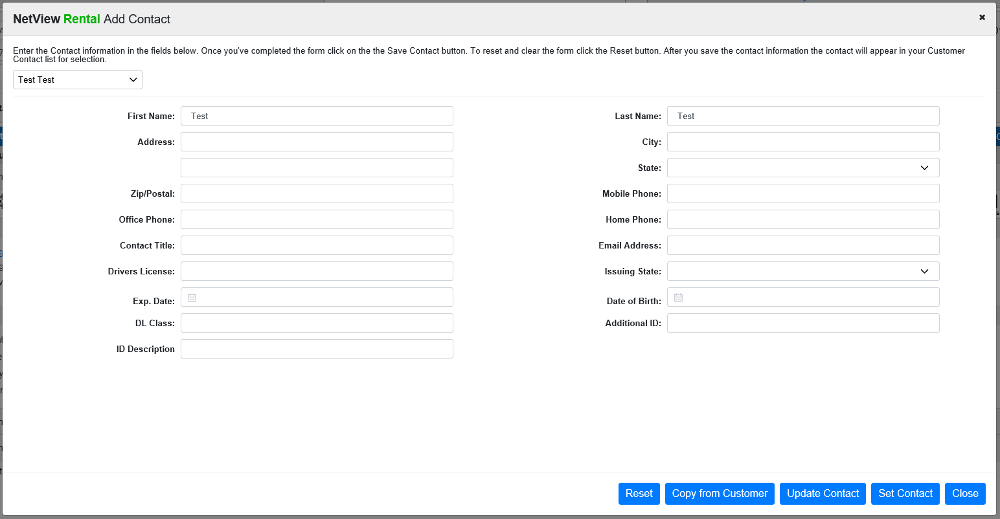 NetView Rental Add Contact
Enter the Contact information in the fields below. Once you've completed the form click on the the Save Contact button. To reset and clear the form click the Reset button. After you save the contact information the contact will appear in your Customer
Contact list for selection.
Test Test
First Name: Test Last Name: Test
Address: City:
State:
Zip/Postal: Mobile Phone:
Office Phone: Home Phone:
Contact Title: Email Address:
Drivers License: Issuing State:
Exp. Date: Date of Birth:
DL Class: Additional ID:
ID Description
Reset Copy from Customer Update Contact Set Contact Close